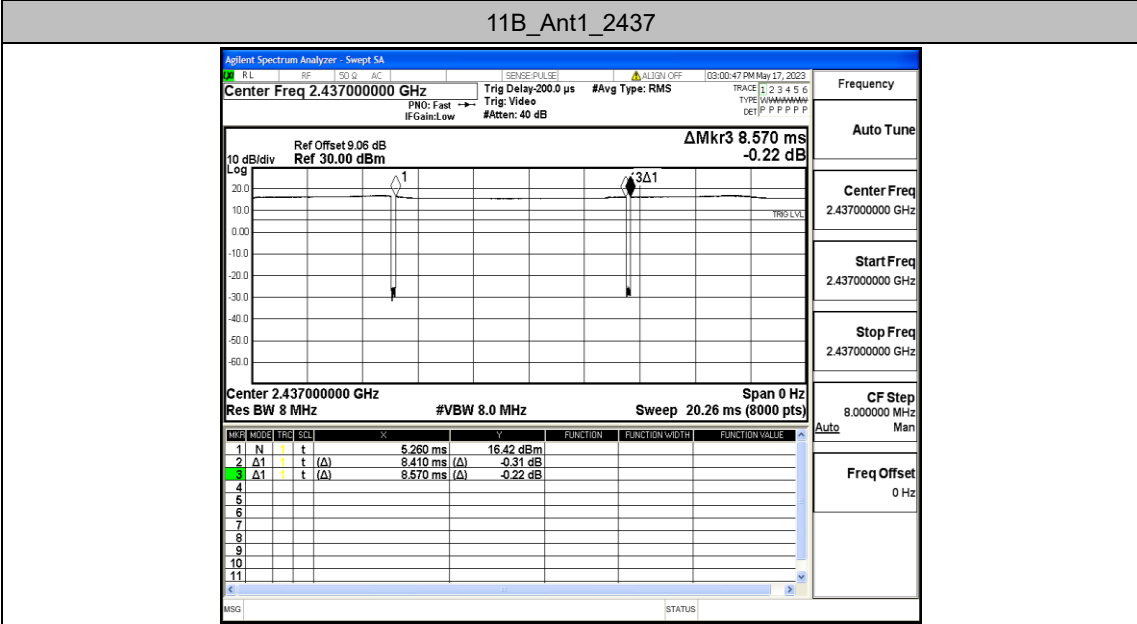 11B_Ant1_2437
Agilent Spectrum Analyzer - Swept SA
RL RF 50 Ω AC SENSE:PULSE ALIGN OFF 03:00:47 PM May 17, 2023
Center Freq 2.437000000 GHz
PNO: Fast
IFGain:Low
Trig Delay-200.0 µs
Trig: Video
#Atten: 40 dB
#Avg Type: RMS
TRACE 1 2 3 4 5 6
TYPE
DET P P P P P P
ΔMkr3 8.570 ms
-0.22 dB
Ref Offset 9.06 dB
10 dB/div Ref 30.00 dBm
Log
1
3Δ1
20.0
10.0
TRIG LVL
0.00
-10.0
-20.0
-30.0
-40.0
-50.0
-60.0
Center 2.437000000 GHz Span 0 Hz
Res BW 8 MHz #VBW 8.0 MHz Sweep 20.26 ms (8000 pts)
MKR MODE TRC SCL X Y FUNCTION FUNCTION WIDTH FUNCTION VALUE
1 N 1 t 5.260 ms 16.42 dBm
2 Δ1 1 t (Δ) 8.410 ms (Δ) -0.31 dB
3 Δ1 1 t (Δ) 8.570 ms (Δ) -0.22 dB
4
5
6
7
8
9
10
11
MSG STATUS
Frequency
Auto Tune
Center Freq
2.437000000 GHz
Start Freq
2.437000000 GHz
Stop Freq
2.437000000 GHz
CF Step
8.000000 MHz
Auto Man
Freq Offset
0 Hz